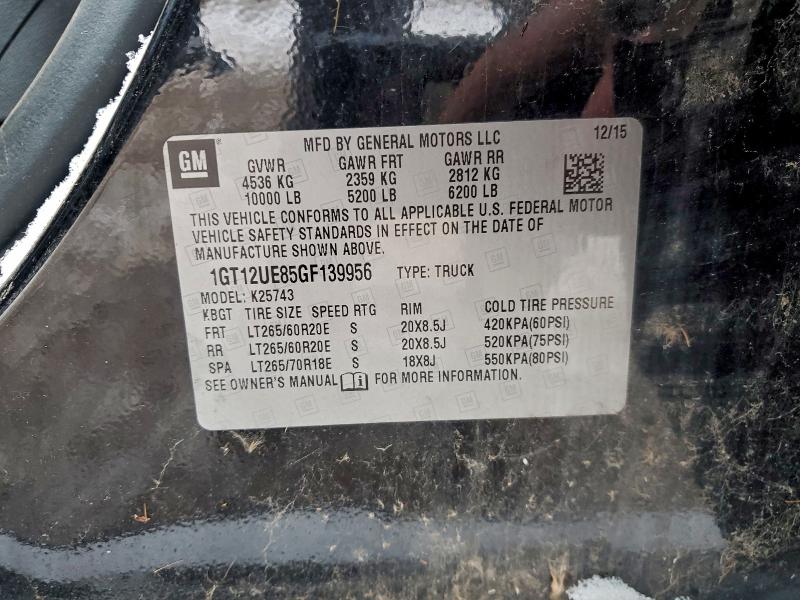 GM
MFD BY GENERAL MOTORS LLC 12/15
GVWR GAWR FRT GAWR RR
4536 KG 2359 KG 2812 KG
10000 LB 5200 LB 6200 LB
THIS VEHICLE CONFORMS TO ALL APPLICABLE U.S. FEDERAL MOTOR
VEHICLE SAFETY STANDARDS IN EFFECT ON THE DATE OF
MANUFACTURE SHOWN ABOVE.
1GT12UE85GF139956 TYPE: TRUCK
MODEL: K25743
KBGT TIRE SIZE SPEED RTG RIM COLD TIRE PRESSURE
FRT LT265/60R20E S 20X8.5J 420KPA(60PSI)
RR LT265/60R20E S 20X8.5J 520KPA(75PSI)
SPA LT265/70R18E S 18X8J 550KPA(80PSI)
SEE OWNER'S MANUAL FOR MORE INFORMATION.